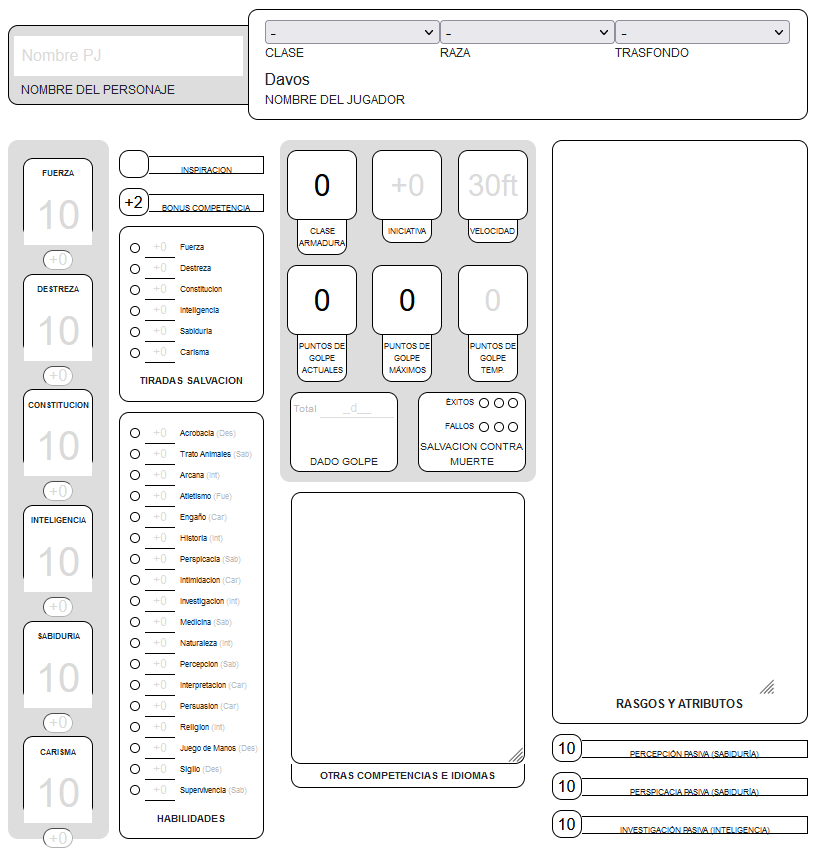 Nombre PJ
NOMBRE DEL PERSONAJE
- - -
CLASE RAZA TRASFONDO
Davos
NOMBRE DEL JUGADOR
FUERZA
10
+0
DESTREZA
10
+0
CONSTITUCION
10
+0
INTELIGENCIA
10
+0
SABIDURIA
10
+0
CARISMA
10
+0
INSPIRACION
+2 BONUS COMPETENCIA
+0 Fuerza
+0 Destreza
+0 Constitucion
+0 Inteligencia
+0 Sabiduria
+0 Carisma
TIRADAS SALVACION
+0 Acrobacia (Des)
+0 Trato Animales (Sab)
+0 Arcana (Int)
+0 Atletismo (Fue)
+0 Engaño (Car)
+0 Historia (Int)
+0 Perspicacia (Sab)
+0 Intimidacion (Car)
+0 Investigacion (Int)
+0 Medicina (Sab)
+0 Naturaleza (Int)
+0 Percepcion (Sab)
+0 Interpretacion (Car)
+0 Persuasion (Car)
+0 Religion (Int)
+0 Juego de Manos (Des)
+0 Sigilo (Des)
+0 Supervivencia (Sab)
HABILIDADES
0 +0 30ft
CLASE
ARMADURA
INICIATIVA
VELOCIDAD
0 0 0
PUNTOS DE
GOLPE
ACTUALES
PUNTOS DE
GOLPE
MÁXIMOS
PUNTOS DE
GOLPE
TEMP.
Total _d__
DADO GOLPE
ÉXITOS
FALLOS
SALVACION CONTRA
MUERTE
OTRAS COMPETENCIAS E IDIOMAS
RASGOS Y ATRIBUTOS
10 PERCEPCIÓN PASIVA (SABIDURÍA)
10 PERSPICACIA PASIVA (SABIDURÍA)
10 INVESTIGACIÓN PASIVA (INTELIGENCIA)